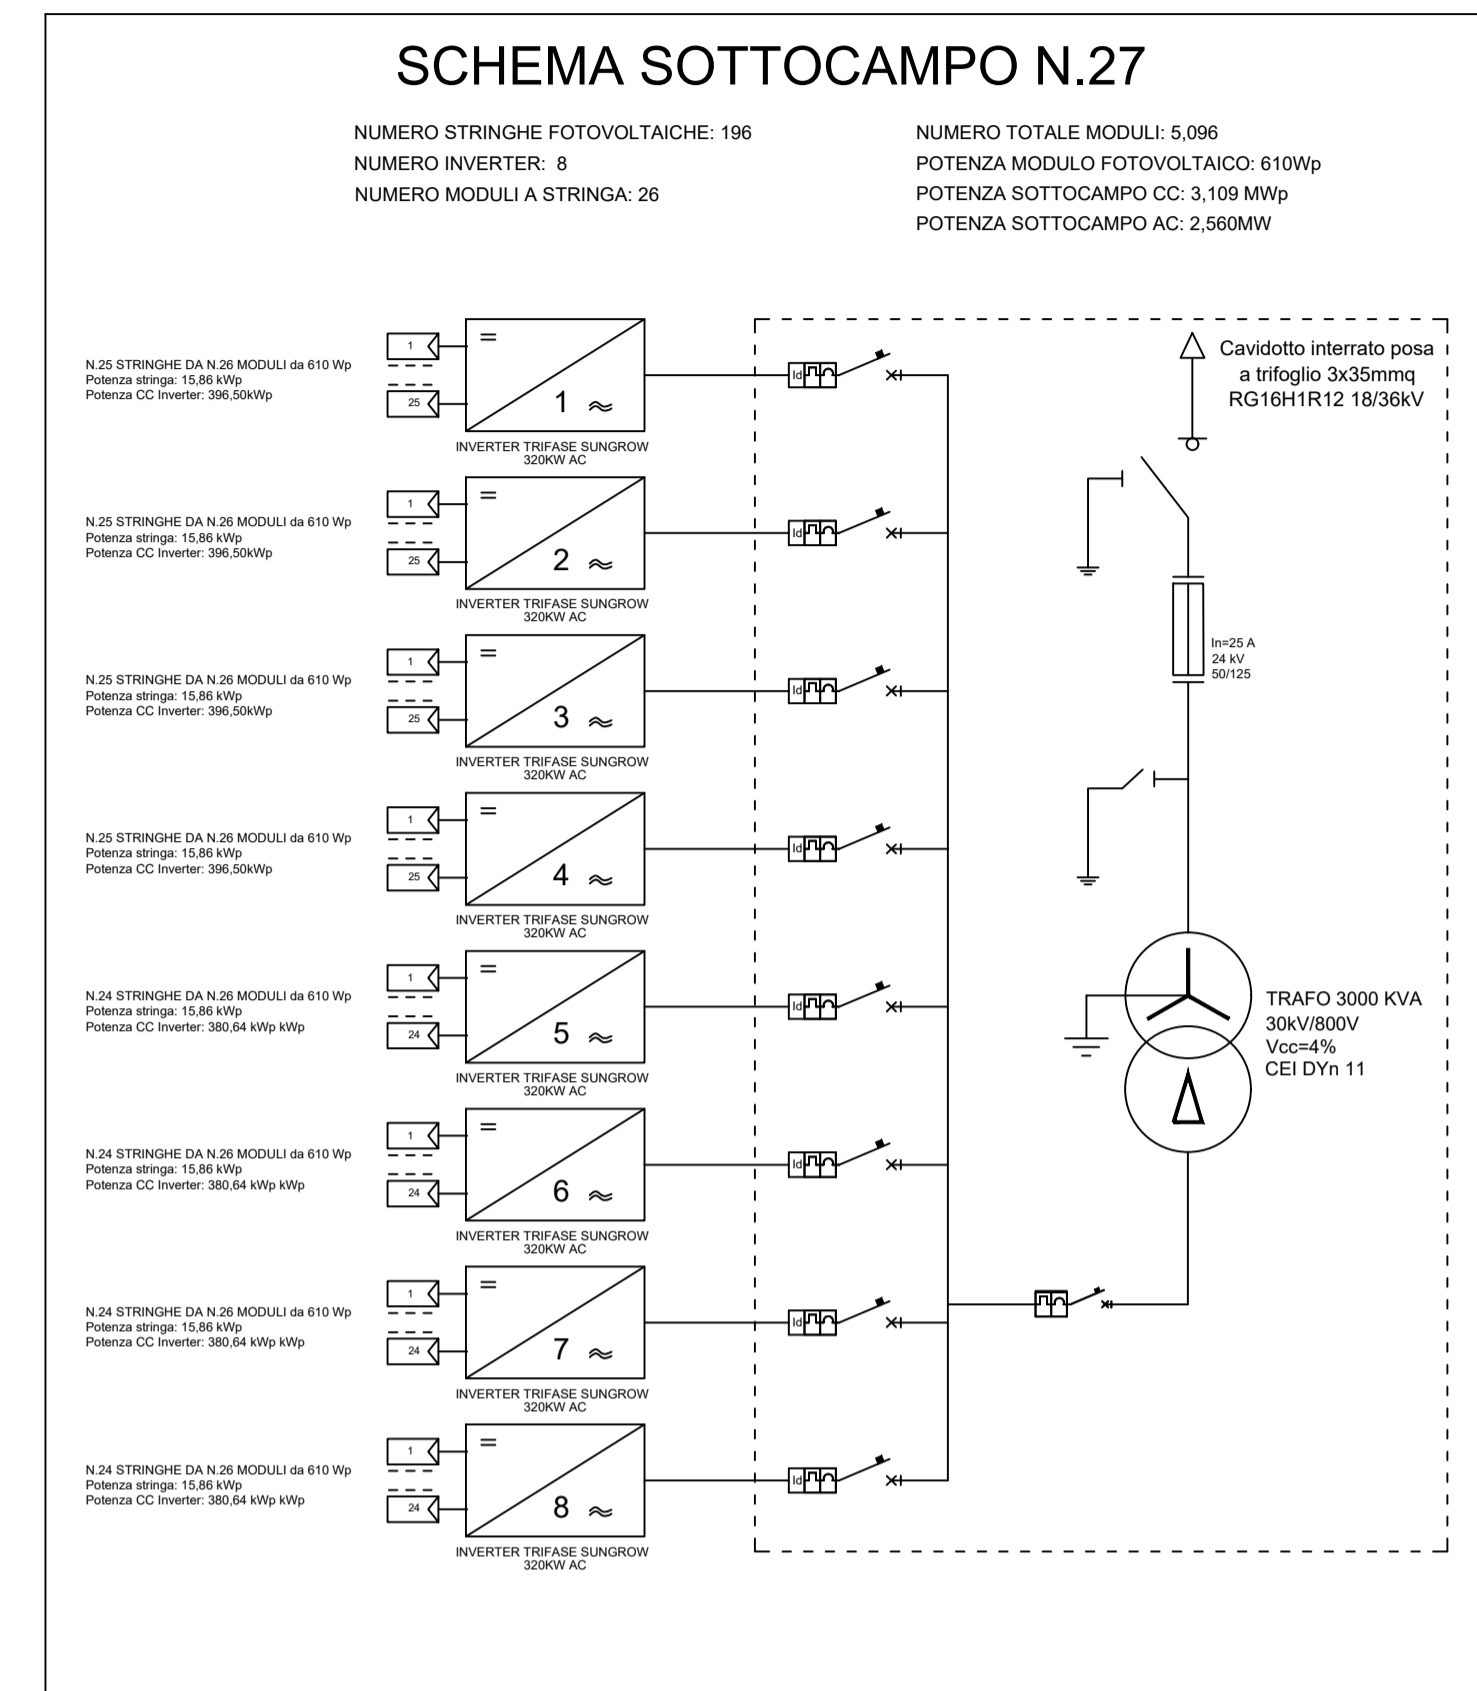 SCHEMA SOTTOCAMPO N.27
NUMERO STRINGHE FOTOVOLTAICHE: 196
NUMERO INVERTER: 8
NUMERO MODULI A STRINGA: 26
NUMERO TOTALE MODULI: 5,096
POTENZA MODULO FOTOVOLTAICO: 610Wp
POTENZA SOTTOCAMPO CC: 3,109 MWp
POTENZA SOTTOCAMPO AC: 2,560MW
N.25 STRINGHE DA N.26 MODULI da 610 Wp
Potenza stringa: 15,86 kWp
Potenza CC Inverter: 396,50kWp
1
25
=
1 ≈
INVERTER TRIFASE SUNGROW
320KW AC
Id
N.25 STRINGHE DA N.26 MODULI da 610 Wp
Potenza stringa: 15,86 kWp
Potenza CC Inverter: 396,50kWp
1
25
=
2 ≈
INVERTER TRIFASE SUNGROW
320KW AC
Id
N.25 STRINGHE DA N.26 MODULI da 610 Wp
Potenza stringa: 15,86 kWp
Potenza CC Inverter: 396,50kWp
1
25
=
3 ≈
INVERTER TRIFASE SUNGROW
320KW AC
Id
N.25 STRINGHE DA N.26 MODULI da 610 Wp
Potenza stringa: 15,86 kWp
Potenza CC Inverter: 396,50kWp
1
25
=
4 ≈
INVERTER TRIFASE SUNGROW
320KW AC
Id
N.24 STRINGHE DA N.26 MODULI da 610 Wp
Potenza stringa: 15,86 kWp
Potenza CC Inverter: 380,64 kWp kWp
1
24
=
5 ≈
INVERTER TRIFASE SUNGROW
320KW AC
Id
N.24 STRINGHE DA N.26 MODULI da 610 Wp
Potenza stringa: 15,86 kWp
Potenza CC Inverter: 380,64 kWp kWp
1
24
=
6 ≈
INVERTER TRIFASE SUNGROW
320KW AC
Id
N.24 STRINGHE DA N.26 MODULI da 610 Wp
Potenza stringa: 15,86 kWp
Potenza CC Inverter: 380,64 kWp kWp
1
24
=
7 ≈
INVERTER TRIFASE SUNGROW
320KW AC
Id
N.24 STRINGHE DA N.26 MODULI da 610 Wp
Potenza stringa: 15,86 kWp
Potenza CC Inverter: 380,64 kWp kWp
1
24
=
8 ≈
INVERTER TRIFASE SUNGROW
320KW AC
Id
Cavidotto interrato posa
a trifoglio 3x35mmq
RG16H1R12 18/36kV
In=25 A
24 kV
50/125
TRAFO 3000 KVA
30kV/800V
Vcc=4%
CEI DYn 11